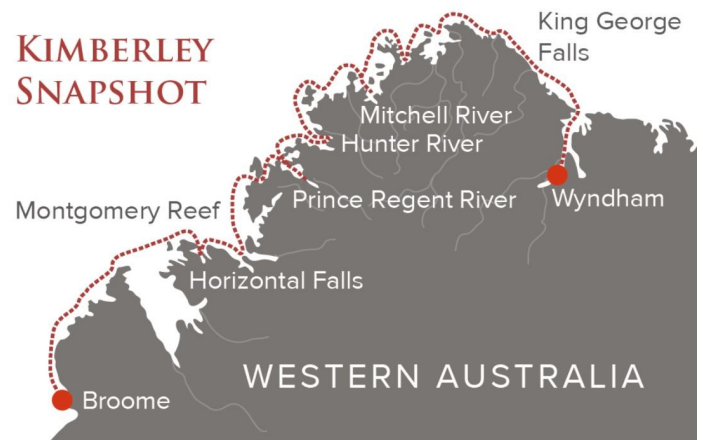 KIMBERLEY
SNAPSHOT
King George
Falls
Mitchell River
Hunter River
Prince Regent River
Wyndham
Montgomery Reef
Horizontal Falls
WESTERN AUSTRALIA
Broome